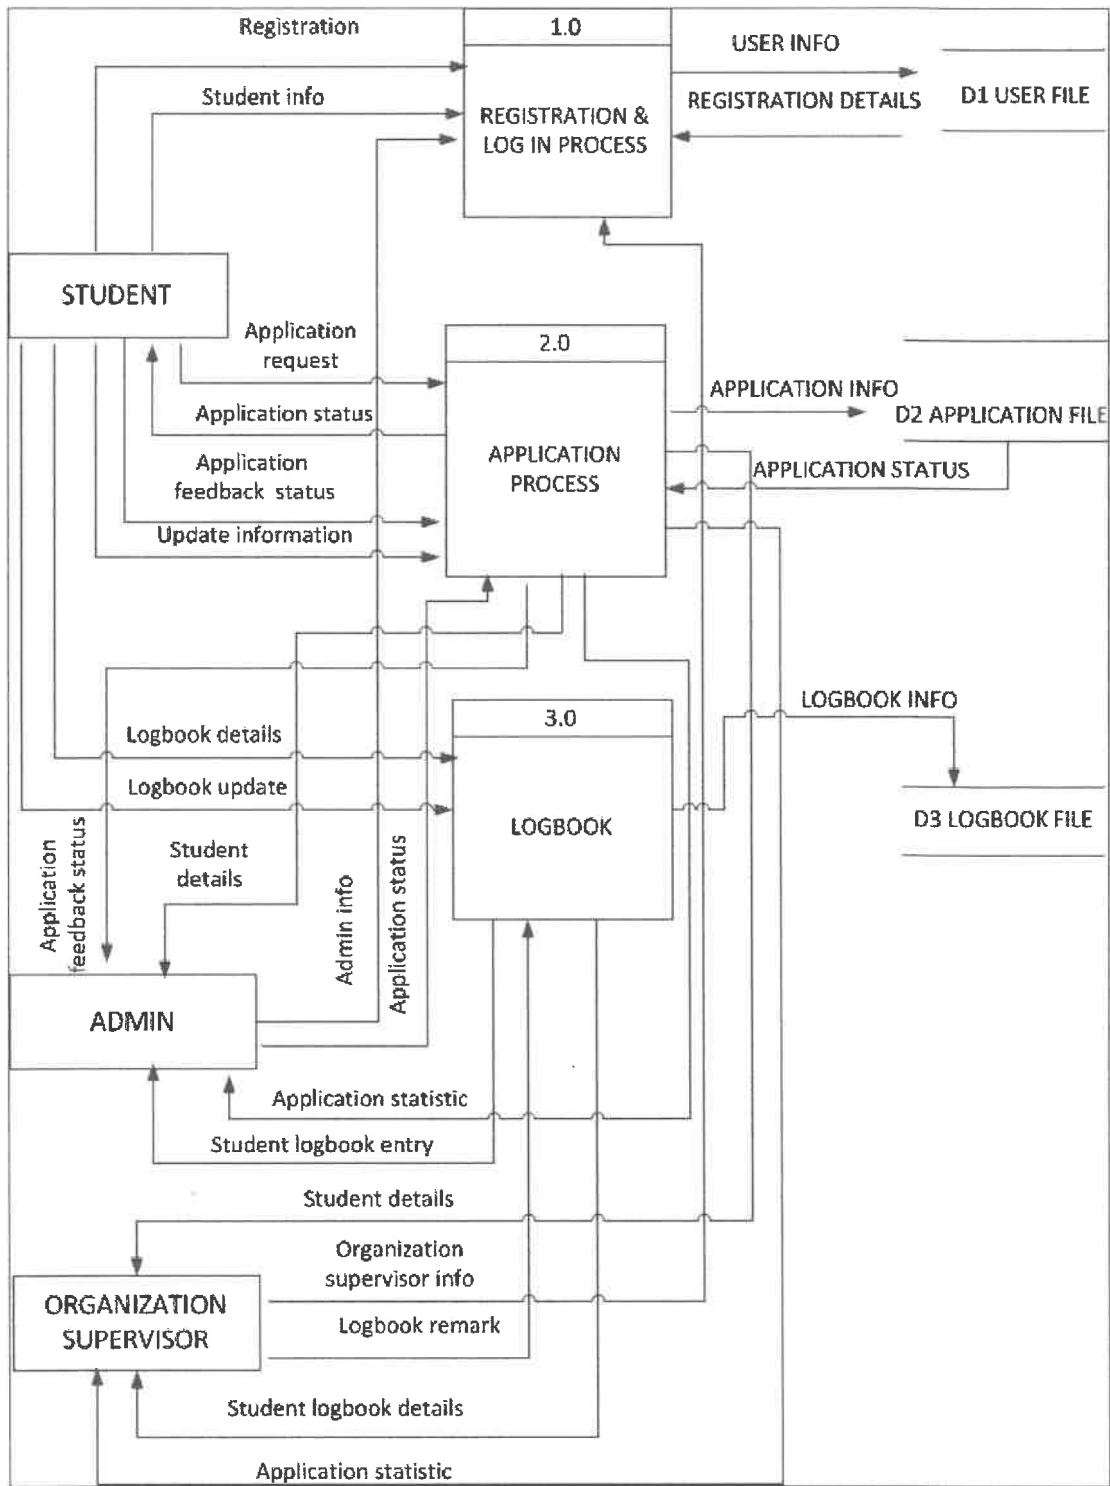 Registration
1.0
USER INFO
Student info
REGISTRATION DETAILS
D1 USER FILE
REGISTRATION &
LOG IN PROCESS
STUDENT
Application
request
2.0
APPLICATION INFO
Application status
D2 APPLICATION FILE
APPLICATION
PROCESS
Application
feedback status
APPLICATION STATUS
Update information
3.0
LOGBOOK INFO
Logbook details
Logbook update
LOGBOOK
D3 LOGBOOK FILE
Application
feedback status
Student
details
Admin info
Application status
ADMIN
Application statistic
Student logbook entry
Student details
Organization
supervisor info
ORGANIZATION
SUPERVISOR
Logbook remark
Student logbook details
Application statistic